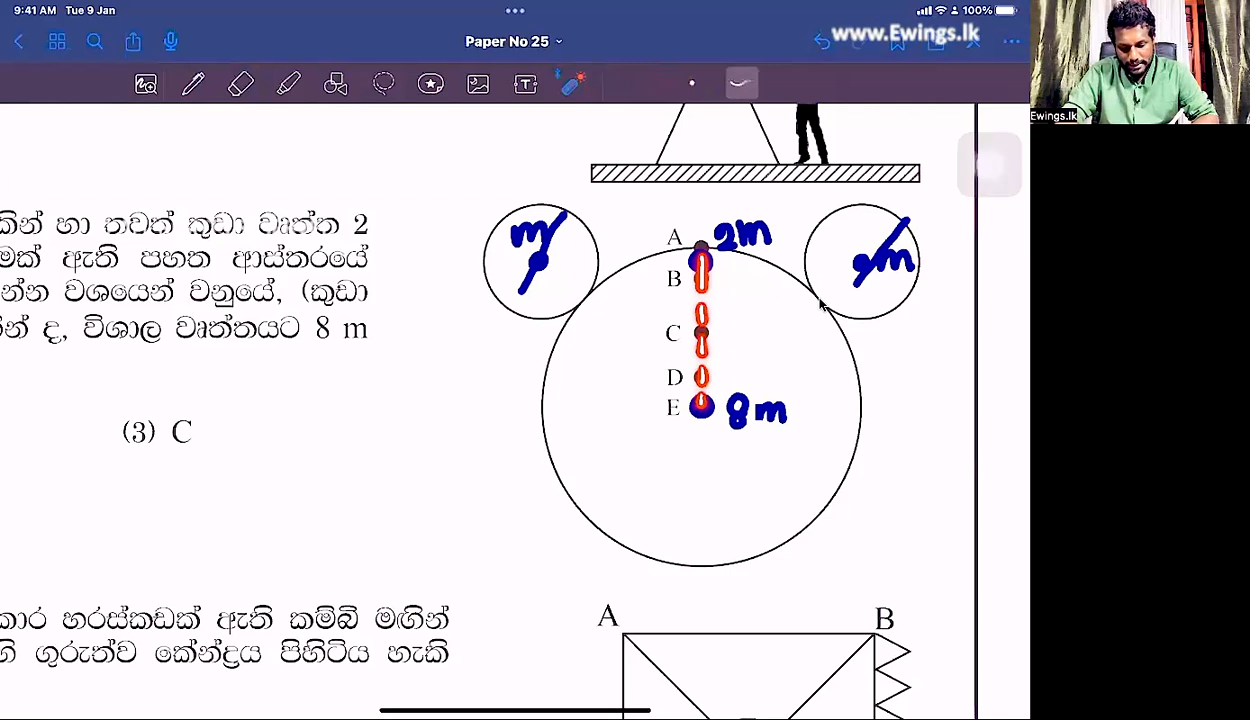 9:41 AM Tue 9 Jan
100%
Paper No 25
www.Ewings.lk
Ewings.lk
කින් හා තවත් කුඩා වෘත්ත 2
මක් ඇති පහත ආස්තරයේ
න්න වශයෙන් වනුයේ, (කුඩා
ින් ද, විශාල වෘත්තයට 8 m
(3) C
m
A
2m
m
B
C
D
E
8m
කාර හරස්කඩක් ඇති කම්බි මඟින්
හි ගුරුත්ව කේන්ද්‍රය පිහිටිය හැකි
A
B